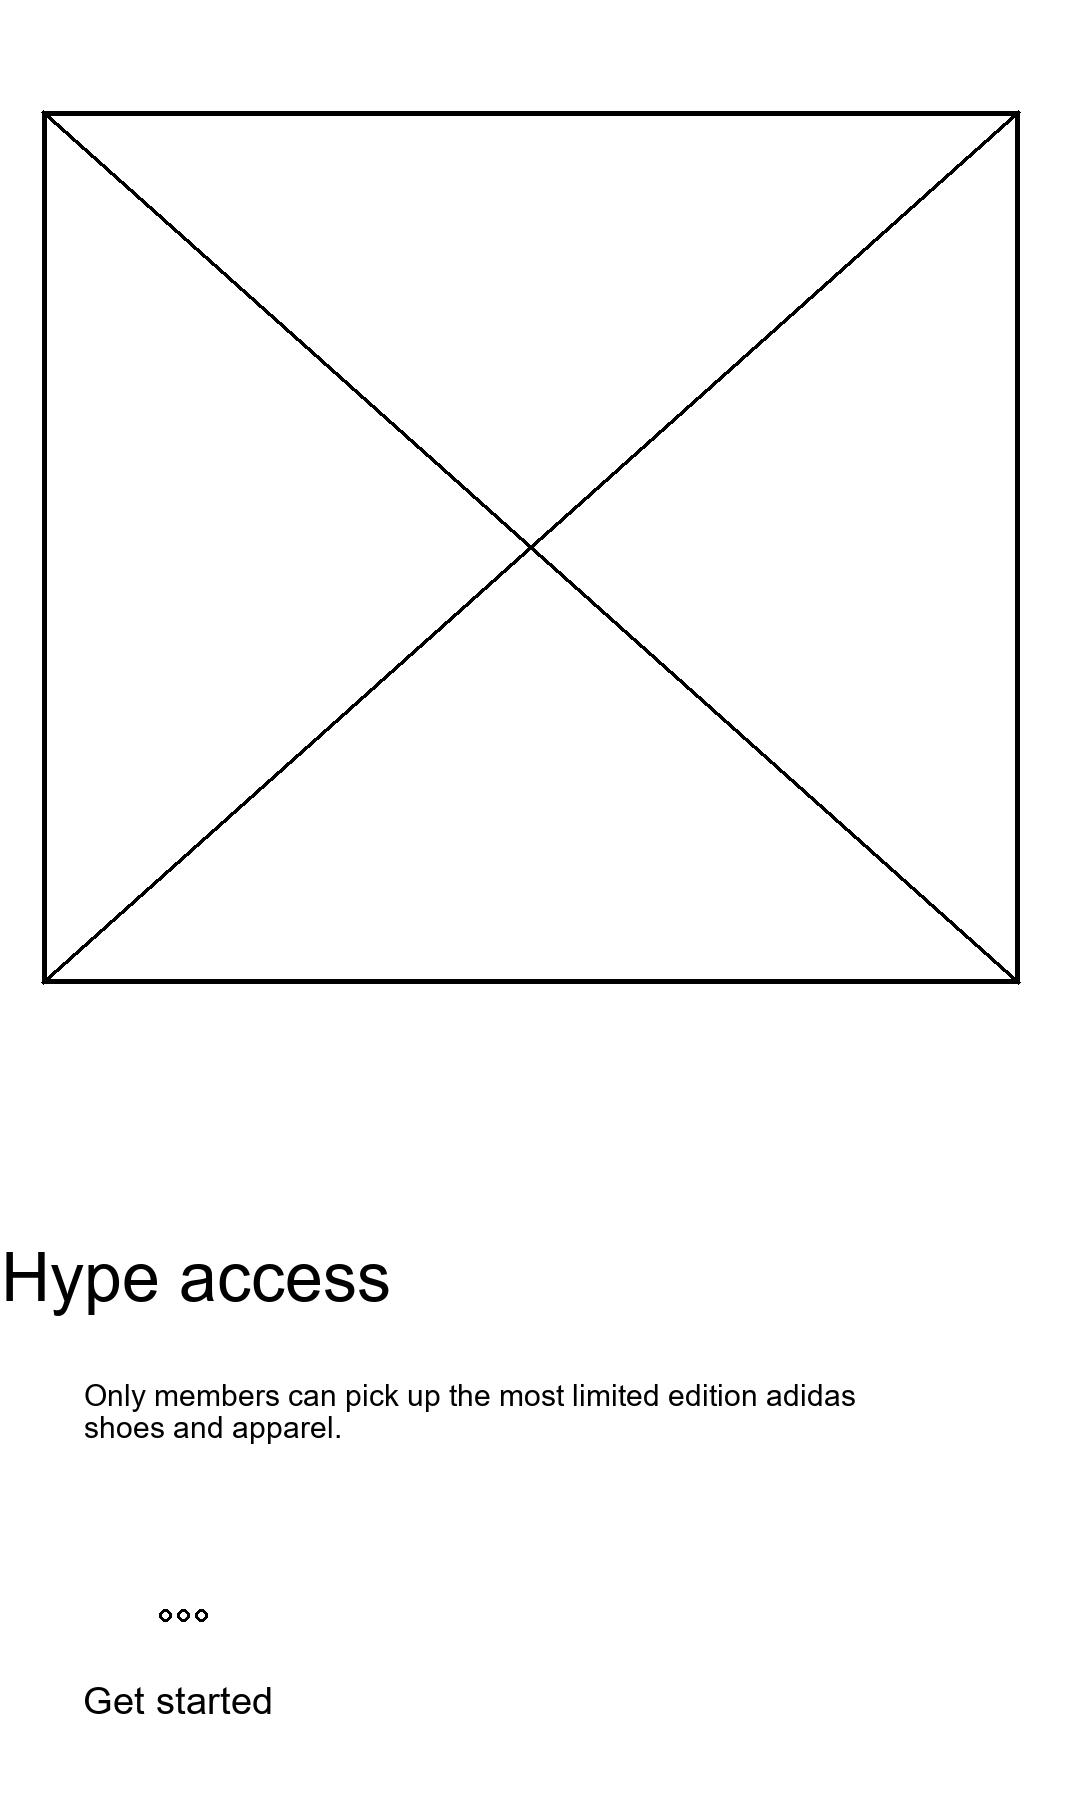 Hype access
Only members can pick up the most limited edition adidas
shoes and apparel.
Get started